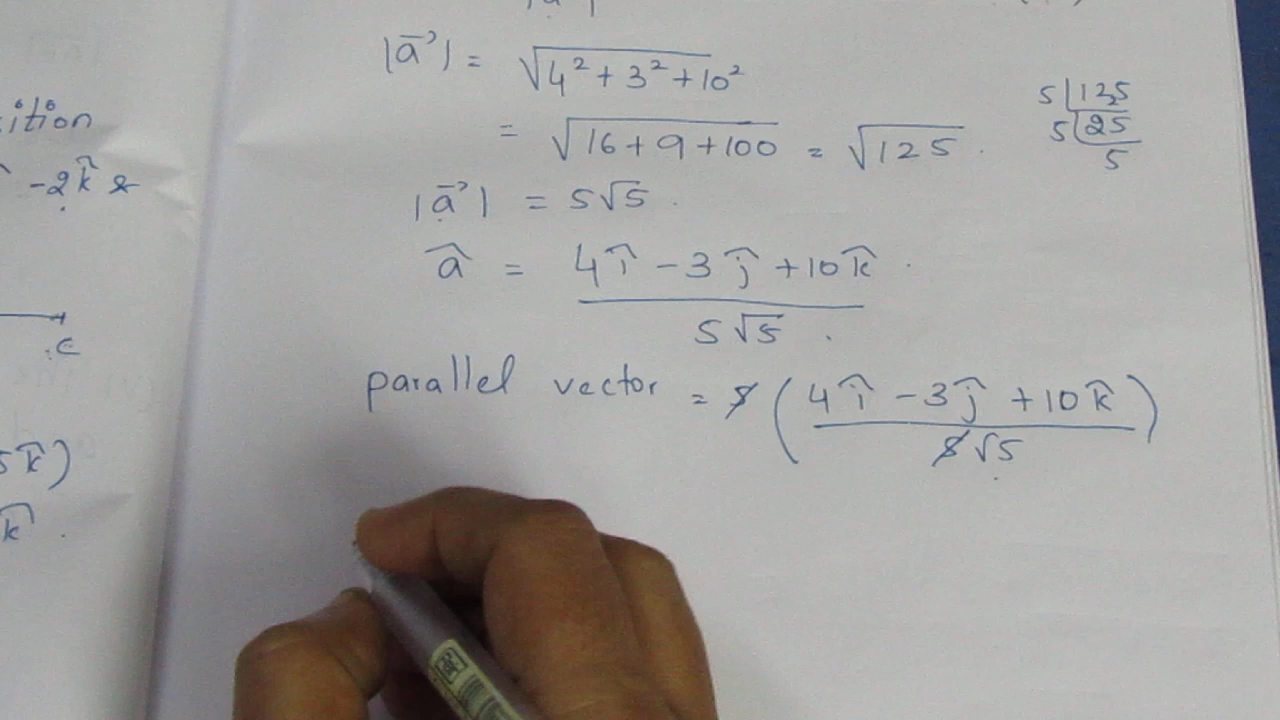 |a⃗| = √4² + 3² + 10²
= √16 + 9 + 100 = √125 .
5 | 125
5 | 25
5
|a⃗| = 5√5 .
â = 4î - 3ĵ + 10k̂ .
5√5 .
parallel vector = 5 ( 4î - 3ĵ + 10k̂ )
5√5 .
ition
- 2k̂ &
. C
5k̂)
k̂ .